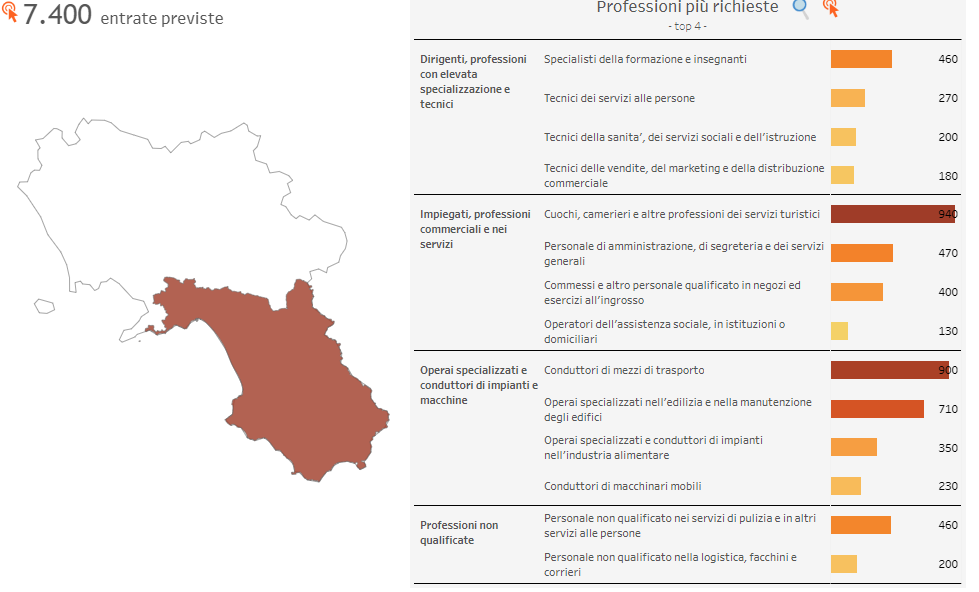 7.400 entrate previste
Professioni più richieste
- top 4 -
Dirigenti, professioni
con elevata
specializzazione e
tecnici
Specialisti della formazione e insegnanti
460
Tecnici dei servizi alle persone
270
Tecnici della sanita’, dei servizi sociali e dell’istruzione
200
Tecnici delle vendite, del marketing e della distribuzione
commerciale
180
Impiegati, professioni
commerciali e nei
servizi
Cuochi, camerieri e altre professioni dei servizi turistici
940
Personale di amministrazione, di segreteria e dei servizi
generali
470
Commessi e altro personale qualificato in negozi ed
esercizi all’ingrosso
400
Operatori dell’assistenza sociale, in istituzioni o
domiciliari
130
Operai specializzati e
conduttori di impianti e
macchine
Conduttori di mezzi di trasporto
900
Operai specializzati nell’edilizia e nella manutenzione
degli edifici
710
Operai specializzati e conduttori di impianti
nell’industria alimentare
350
Conduttori di macchinari mobili
230
Professioni non
qualificate
Personale non qualificato nei servizi di pulizia e in altri
servizi alle persone
460
Personale non qualificato nella logistica, facchini e
corrieri
200